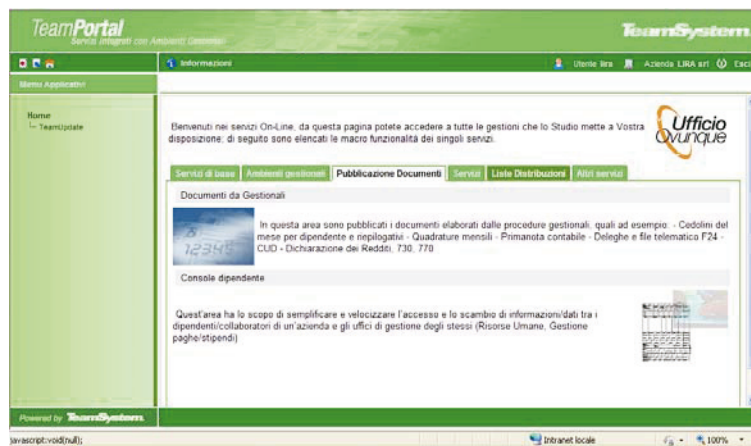 TeamPortal
Servizi Integrati con Ambienti Gestionali
TeamSystem
Informazioni
Utente lira
Azienda LIRA srl
Esci
Menu Applicativi
Home
TeamUpdate
Benvenuti nei servizi On-Line, da questa pagina potete accedere a tutte le gestioni che lo Studio mette a Vostra
disposizione; di seguito sono elencati le macro funzionalità dei singoli servizi.
Ufficio
Ovunque
Servizi di base
Ambienti gestionali
Pubblicazione Documenti
Servizi
Liste Distribuzioni
Altri servizi
Documenti da Gestionali
12345
In questa area sono pubblicati i documenti elaborati dalle procedure gestionali, quali ad esempio: - Cedolini del
mese per dipendente e riepilogativi - Quadrature mensili - Primanota contabile - Deleghe e file telematico F24 -
CUD - Dichiarazione dei Redditi, 730, 770
Console dipendente
Quest'area ha lo scopo di semplificare e velocizzare l'accesso e lo scambio di informazioni/dati tra i
dipendenti/collaboratori di un'azienda e gli uffici di gestione degli stessi (Risorse Umane, Gestione
paghe/stipendi)
Powered by TeamSystem
javascript:void(null);
Intranet locale
100%